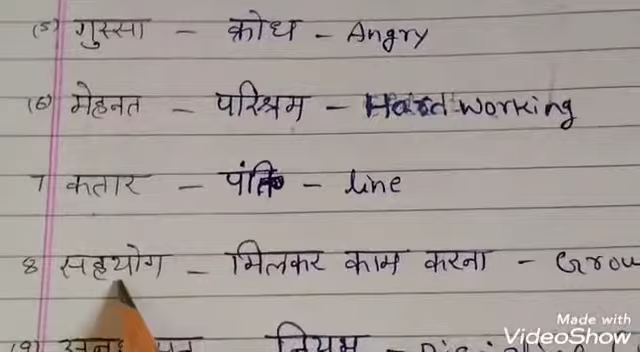 (5) गुस्सा - क्रोध - Angry
(6) मेहनत - परिश्रम - Hard working
7 कतार - पंक्ति - line
8 सहयोग - मिलकर काम करना - Grou
(9) नियम -
Made with
VideoShow